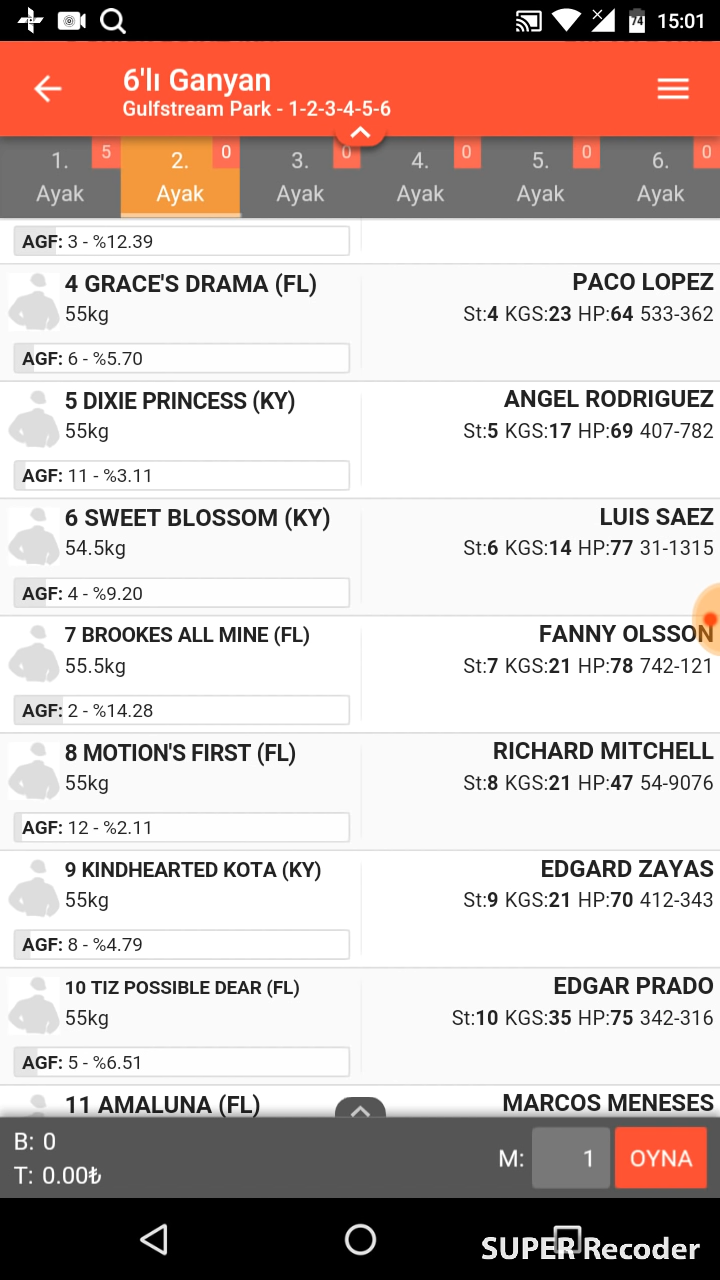 74 15:01
6'lı Ganyan
Gulfstream Park - 1-2-3-4-5-6
1. 5 2. 0 3. 0 4. 0 5. 0 6. 0
Ayak Ayak Ayak Ayak Ayak Ayak
AGF: 3 - %12.39
4 GRACE'S DRAMA (FL) PACO LOPEZ
55kg St:4 KGS:23 HP:64 533-362
AGF: 6 - %5.70
5 DIXIE PRINCESS (KY) ANGEL RODRIGUEZ
55kg St:5 KGS:17 HP:69 407-782
AGF: 11 - %3.11
6 SWEET BLOSSOM (KY) LUIS SAEZ
54.5kg St:6 KGS:14 HP:77 31-1315
AGF: 4 - %9.20
7 BROOKES ALL MINE (FL) FANNY OLSSON
55.5kg St:7 KGS:21 HP:78 742-121
AGF: 2 - %14.28
8 MOTION'S FIRST (FL) RICHARD MITCHELL
55kg St:8 KGS:21 HP:47 54-9076
AGF: 12 - %2.11
9 KINDHEARTED KOTA (KY) EDGARD ZAYAS
55kg St:9 KGS:21 HP:70 412-343
AGF: 8 - %4.79
10 TIZ POSSIBLE DEAR (FL) EDGAR PRADO
55kg St:10 KGS:35 HP:75 342-316
AGF: 5 - %6.51
11 AMALUNA (FL) MARCOS MENESES
B: 0
T: 0.00₺ M: 1 OYNA
SUPER Recoder